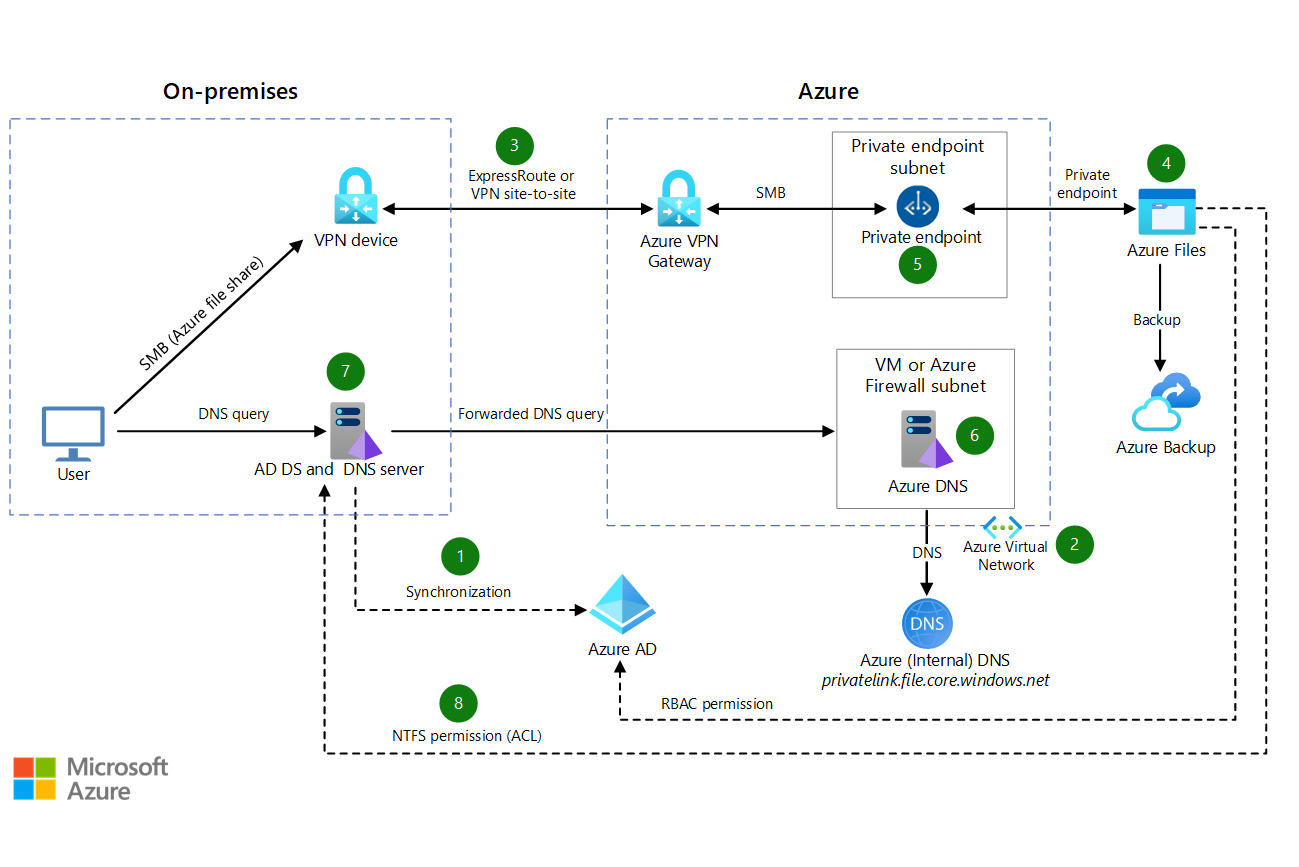 On-premises
Azure
3
ExpressRoute or
VPN site-to-site
VPN device
Azure VPN
Gateway
SMB
Private endpoint
subnet
Private endpoint
5
Private
endpoint
4
Azure Files
SMB (Azure file share)
Backup
Azure Backup
7
DNS query
Forwarded DNS query
User
AD DS and DNS server
VM or Azure
Firewall subnet
6
Azure DNS
DNS
Azure Virtual
Network
2
1
Synchronization
Azure AD
DNS
Azure (Internal) DNS
privatelink.file.core.windows.net
RBAC permission
8
NTFS permission (ACL)
Microsoft
Azure